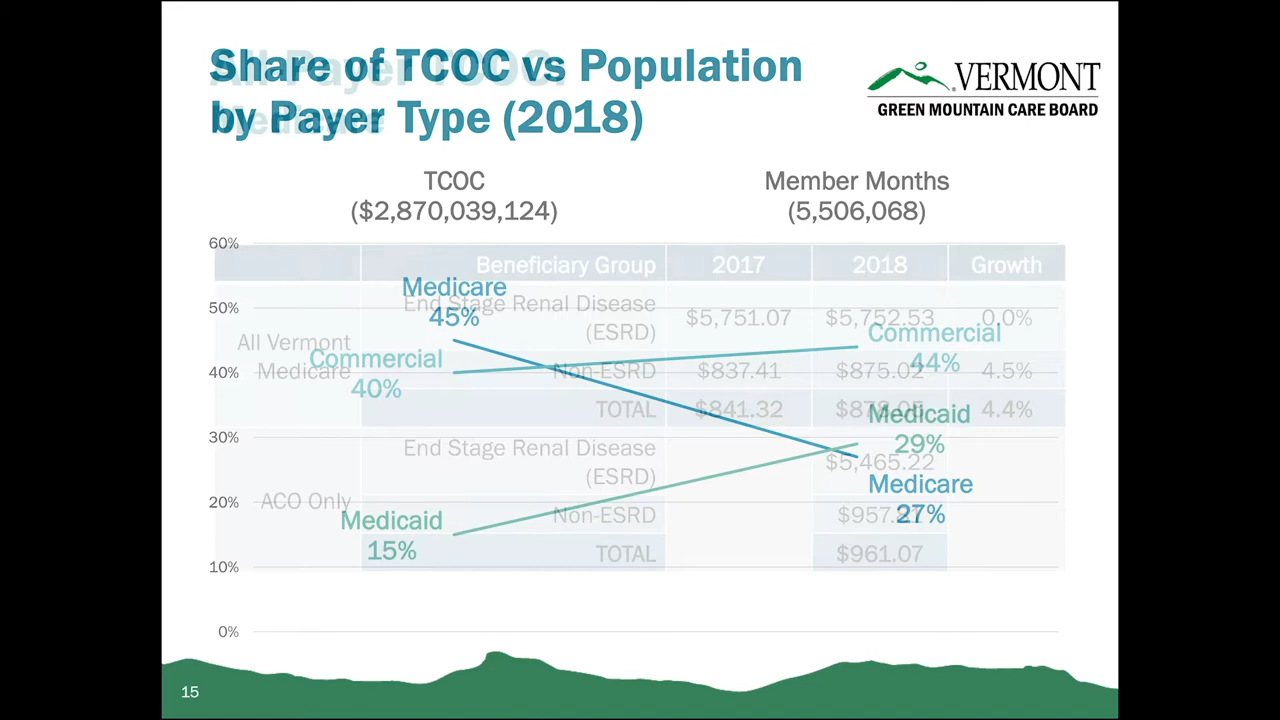 Share of TCOC vs Population
by Payer Type (2018)
All-Payer TCOC:
Medicare
VERMONT
GREEN MOUNTAIN CARE BOARD
TCOC
($2,870,039,124)
Member Months
(5,506,068)
60%
50%
40%
30%
20%
10%
0%
Medicare
45%
Commercial
40%
Medicaid
15%
Commercial
44%
Medicaid
29%
Medicare
27%
Beneficiary Group 2017 2018 Growth
All Vermont
Medicare
End Stage Renal Disease
(ESRD) $5,751.07 $5,752.53 0.0%
Non-ESRD $837.41 $875.02 4.5%
TOTAL $841.32 4.4%
ACO Only
End Stage Renal Disease
(ESRD) $5,465.22
Non-ESRD
TOTAL $961.07
15